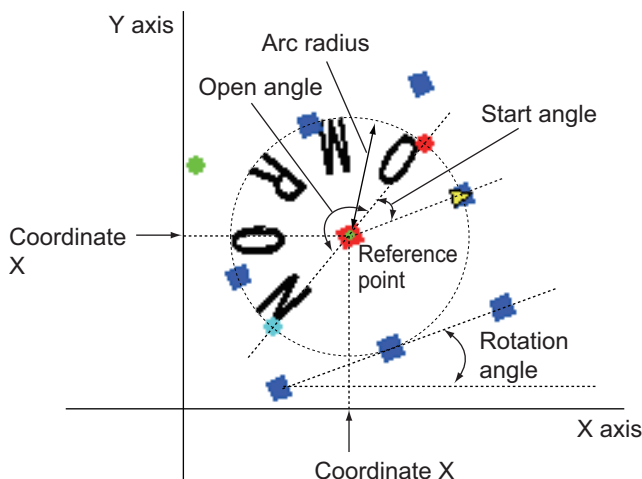 Y axis
Arc radius
Open angle
Start angle
OMRON
Coordinate
X
Reference
point
Rotation
angle
X axis
Coordinate X